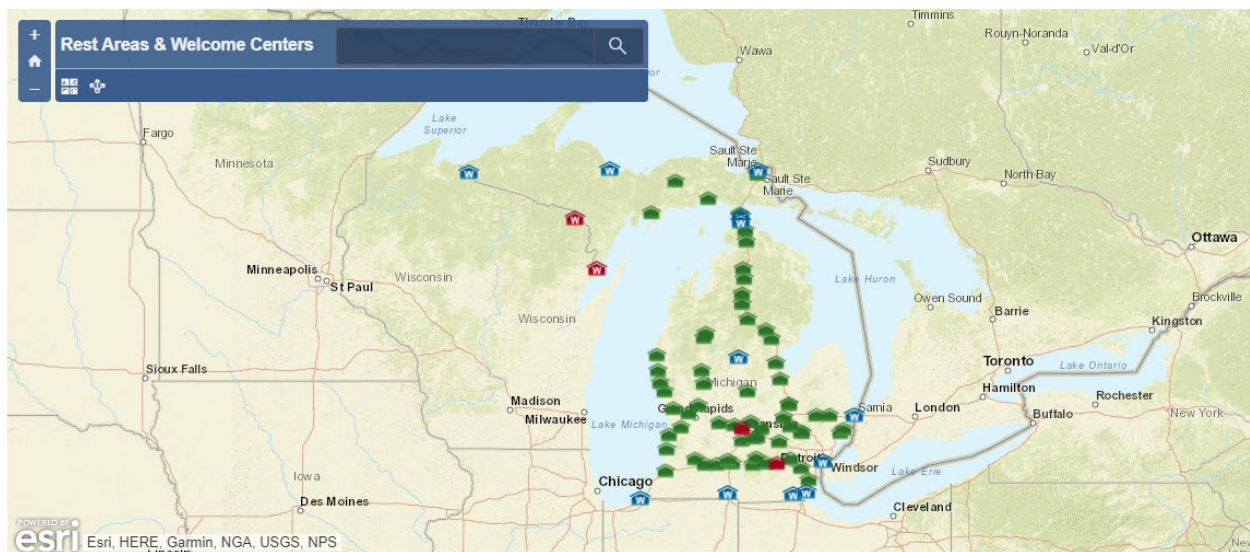 Thunder Bay
Timmins
Rouyn-Noranda
Val-d'Or
+
Rest Areas & Welcome Centers
−
Wawa
Fargo
Lake
Superior
Minnesota
Sault Ste
Marie
Sault Ste
Marie
Sudbury
North Bay
W
W
W
W
W
Ottawa
Minneapolis
St Paul
Wisconsin
W
Lake Huron
Owen Sound
Brockville
Wisconsin
Barrie
Kingston
Toronto
Lake Ontario
Sioux Falls
W
Michigan
Hamilton
Rochester
Madison
Milwaukee
Lake Michigan
W
Sarnia
London
Buffalo
New York
Detroit
W
Windsor
Lake Erie
Iowa
Chicago
Des Moines
W
W
W
W
Cleveland
POWERED BY
esri
Esri, HERE, Garmin, NGA, USGS, NPS